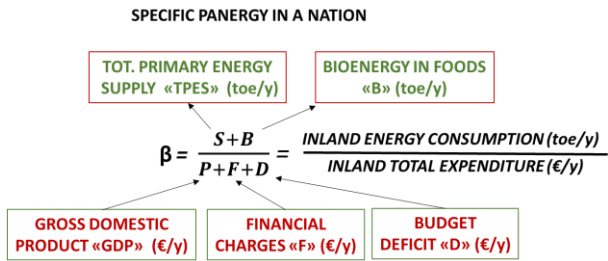 SPECIFIC PANERGY IN A NATION
TOT. PRIMARY ENERGY
SUPPLY «TPES» (toe/y)
BIOENERGY IN FOODS
«B» (toe/y)
β = S+B / P+F+D = INLAND ENERGY CONSUMPTION (toe/y) / INLAND TOTAL EXPENDITURE (€/y)
GROSS DOMESTIC
PRODUCT «GDP» (€/y)
FINANCIAL
CHARGES «F» (€/y)
BUDGET
DEFICIT «D» (€/y)